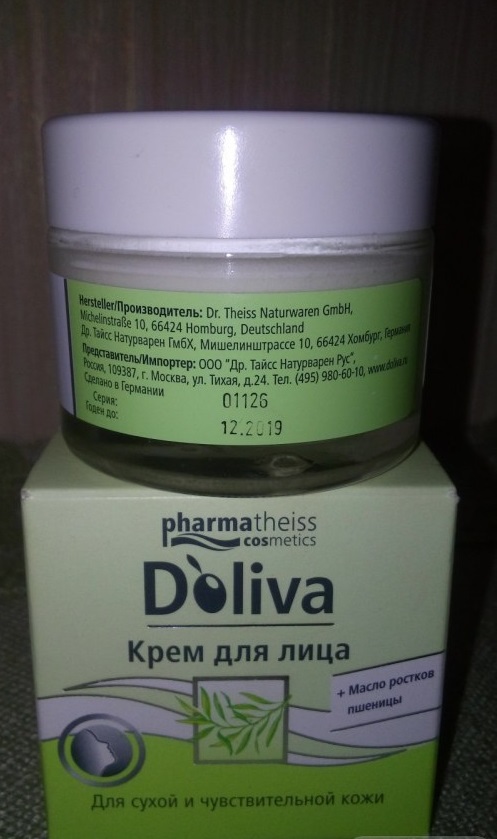 Hersteller/Производитель: Dr. Theiss Naturwaren GmbH,
Michelinstraße 10, 66424 Homburg, Deutschland
Др. Тайсс Натурварен ГмбХ, Мишелинштрассе 10, 66424 Хомбург, Германия
Представитель/Импортер: ООО "Др. Тайсс Натурварен Рус",
Россия, 109387, г. Москва, ул. Тихая, д.24. Тел. (495) 980-60-10, www.doliva.ru
Сделано в Германии
Серия: 01126
Годен до: 12.2019
pharmatheiss
cosmetics
D'oliva
Крем для лица
+ Масло ростков
пшеницы
Для сухой и чувствительной кожи